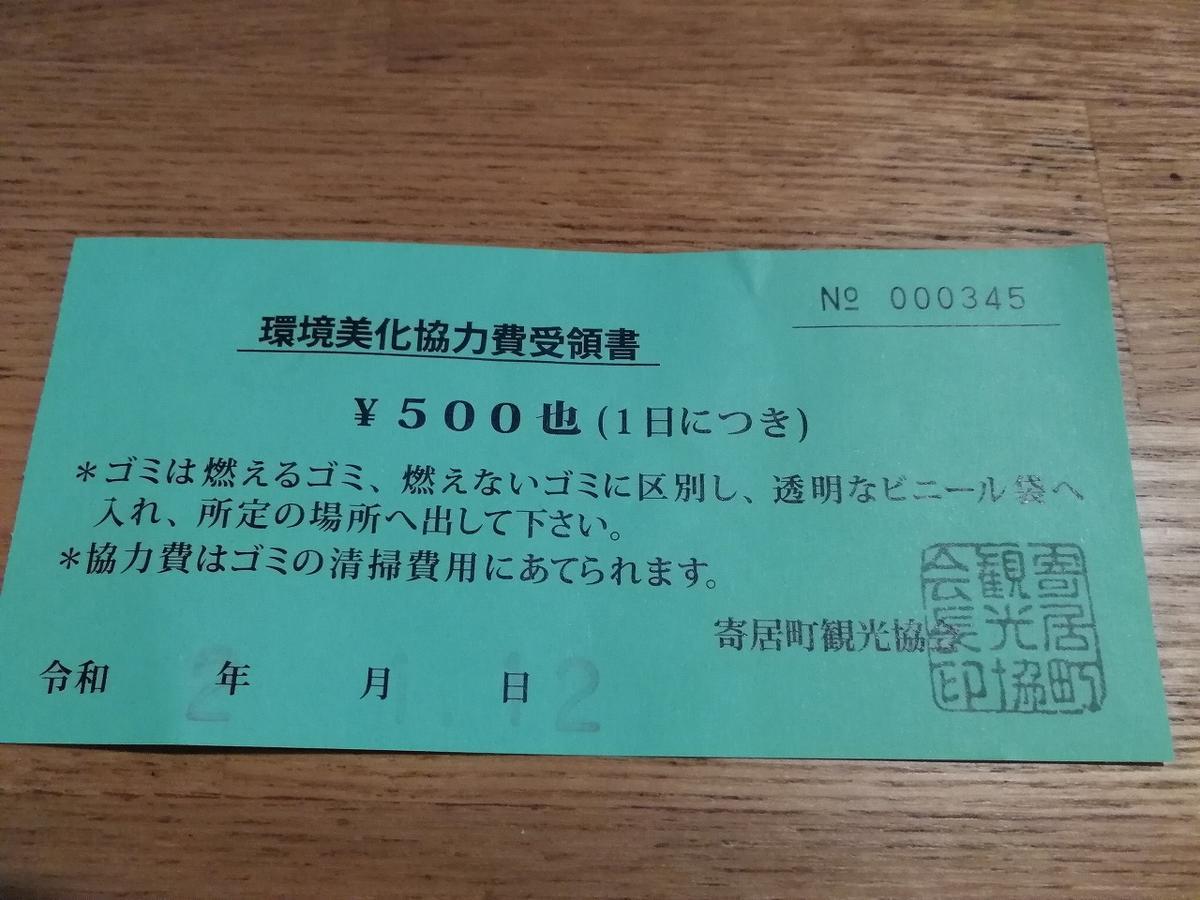 № 000345
環境美化協力費受領書
¥500也(1日につき)
*ゴミは燃えるゴミ、燃えないゴミに区別し、透明なビニール袋へ
入れ、所定の場所へ出して下さい。
*協力費はゴミの清掃費用にあてられます。
寄居町観光協会
寄居町
観光協
会長印
令和 2 年 1 月 12 日